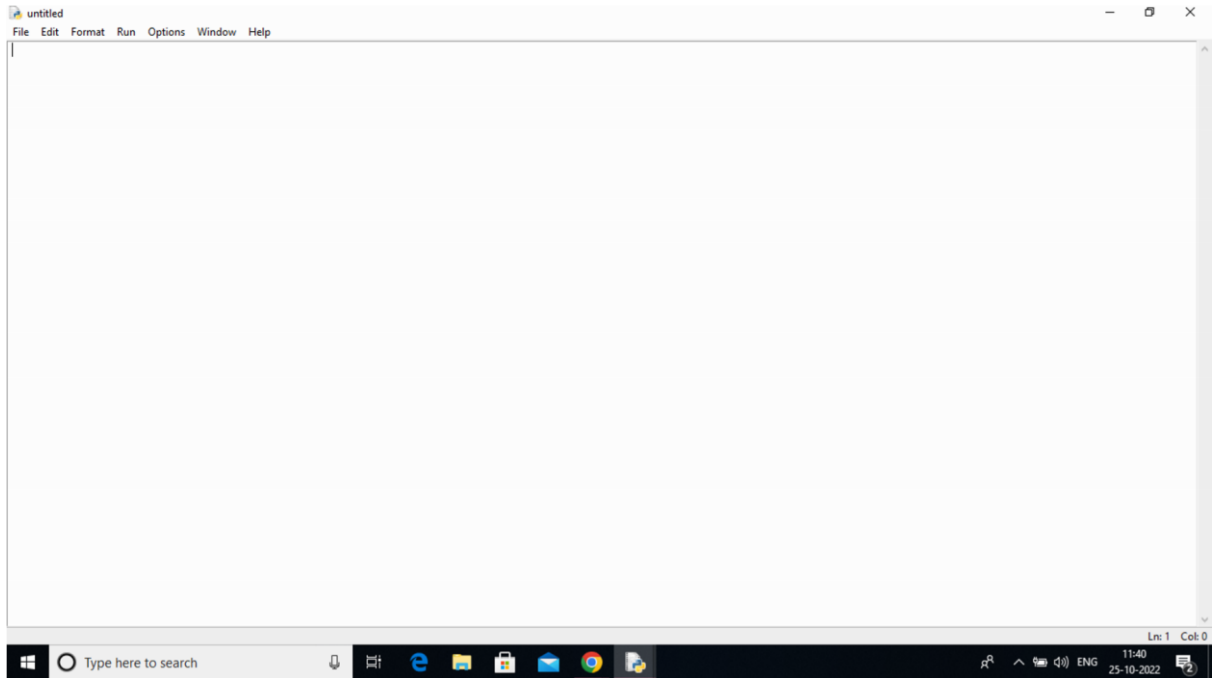 untitled
File Edit Format Run Options Window Help
Ln: 1 Col: 0
Type here to search
ENG
11:40
25-10-2022
2